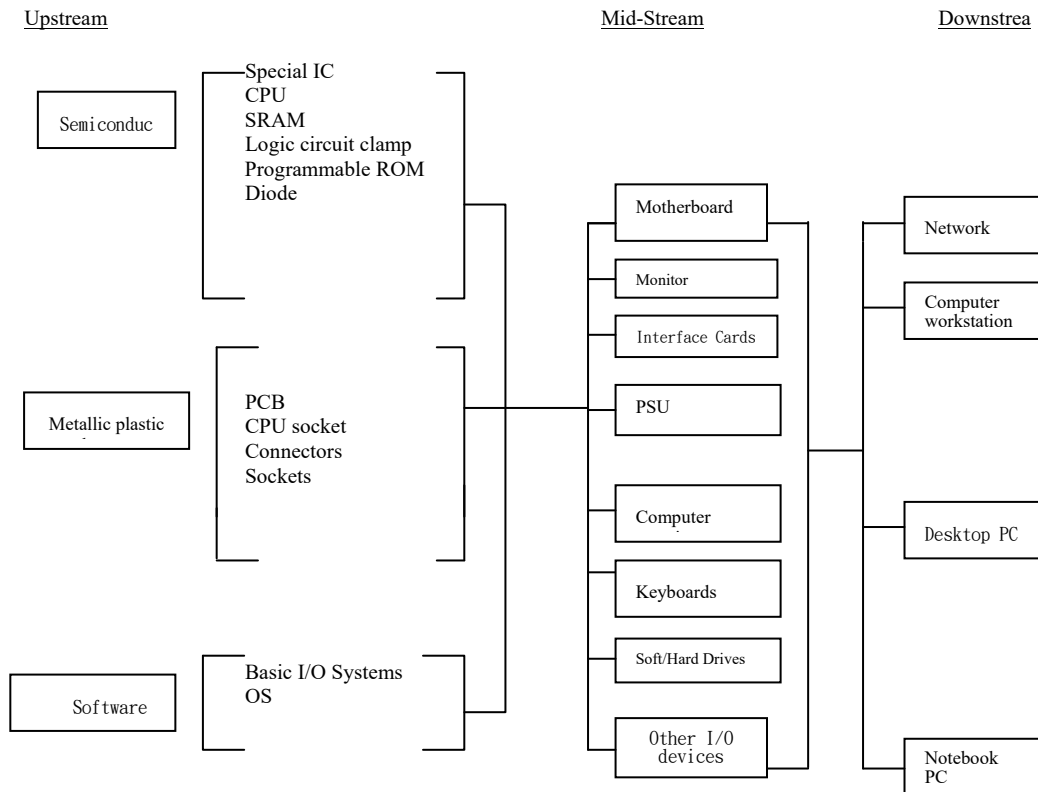 Upstream
Mid-Stream
Downstrea
Semiconduc
Special IC
CPU
SRAM
Logic circuit clamp
Programmable ROM
Diode
Metallic plastic
PCB
CPU socket
Connectors
Sockets
Software
Basic I/O Systems
OS
Motherboard
Monitor
Interface Cards
PSU
Computer
Keyboards
Soft/Hard Drives
Other I/O
devices
Network
Computer
workstation
Desktop PC
Notebook
PC